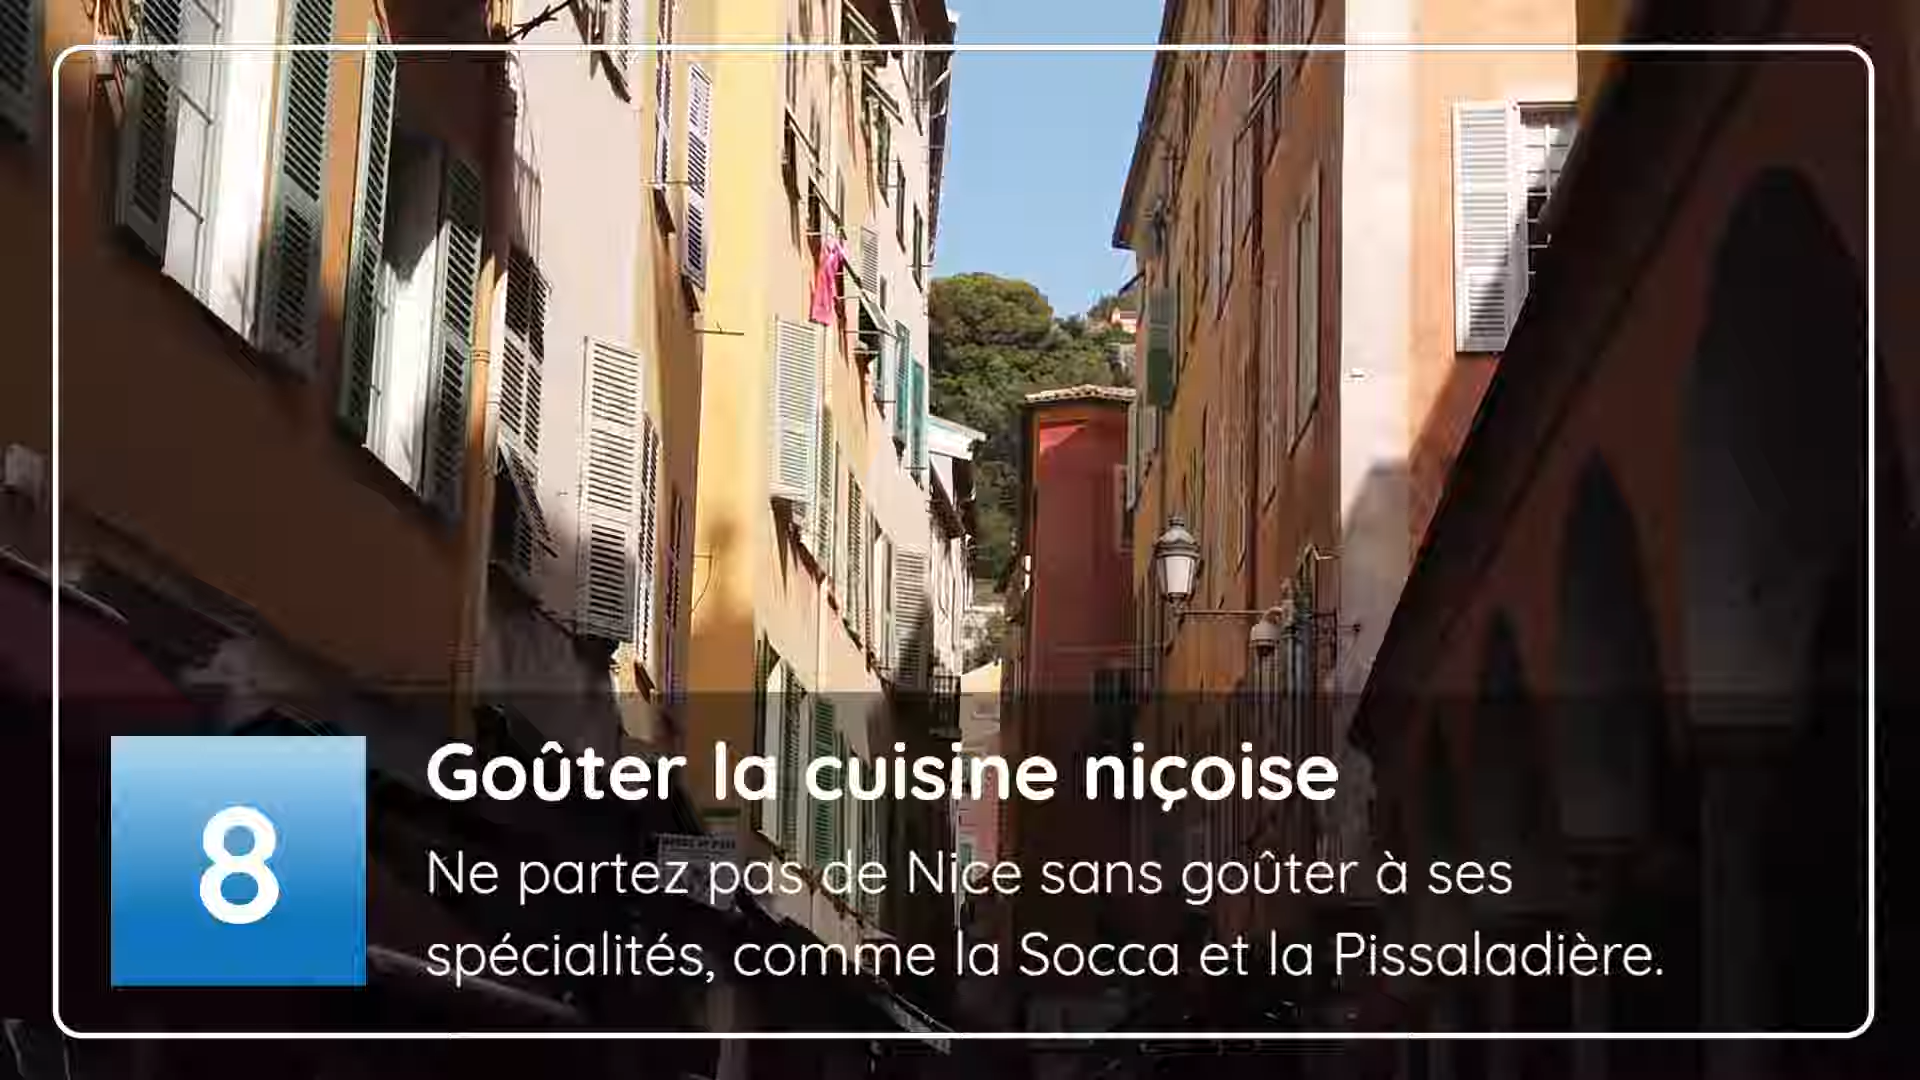 8
Goûter la cuisine niçoise
Ne partez pas de Nice sans goûter à ses
spécialités, comme la Socca et la Pissaladière.